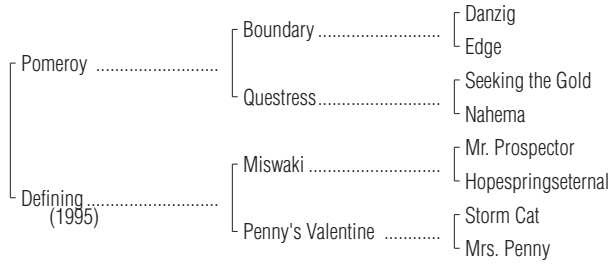 Danzig
Boundary ..........................
Edge
Pomeroy ..........................
Seeking the Gold
Questress..........................
Nahema
Mr. Prospector
Miswaki ............................
Hopespringseternal
Defining ............................
(1995)
Storm Cat
Penny's Valentine ............
Mrs. Penny